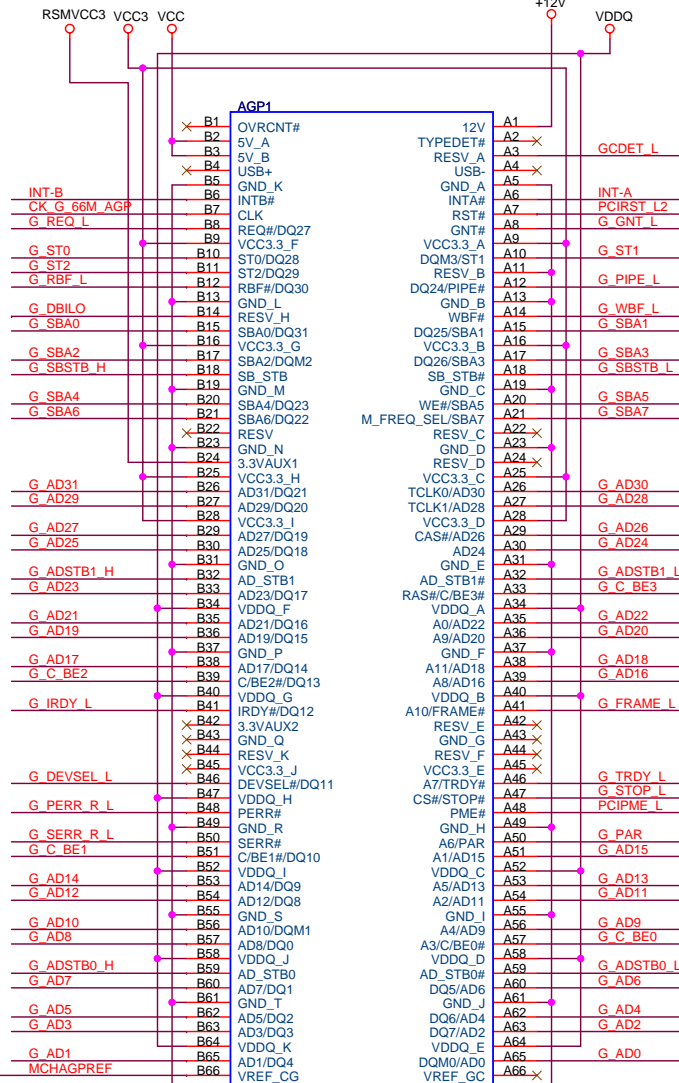 RSMVCC3 VCC3 VCC +12V VDDQ
AGP1
B1 OVRCNT# 12V A1
B2 5V_A TYPEDET# A2
B3 5V_B RESV_A A3 GCDET_L
B4 USB+ USB- A4
B5 GND_K GND_A A5
INT-B B6 INTB# INTA# A6 INT-A
CK_G_66M_AGP B7 CLK RST# A7 PCIRST_L2
G_REQ_L B8 REQ#/DQ27 GNT# A8 G_GNT_L
B9 VCC3.3_F VCC3.3_A A9
G_ST0 B10 ST0/DQ28 DQM3/ST1 A10 G_ST1
G_ST2 B11 ST2/DQ29 RESV_B A11
G_RBF_L B12 RBF#/DQ30 DQ24/PIPE# A12 G_PIPE_L
B13 GND_L GND_B A13
G_DBILO B14 RESV_H WBF# A14 G_WBF_L
G_SBA0 B15 SBA0/DQ31 DQ25/SBA1 A15 G_SBA1
B16 VCC3.3_G VCC3.3_B A16
G_SBA2 B17 SBA2/DQM2 DQ26/SBA3 A17 G_SBA3
G_SBSTB_H B18 SB_STB SB_STB# A18 G_SBSTB_L
B19 GND_M GND_C A19
G_SBA4 B20 SBA4/DQ23 WE#/SBA5 A20 G_SBA5
G_SBA6 B21 SBA6/DQ22 M_FREQ_SEL/SBA7 A21 G_SBA7
B22 RESV RESV_C A22
B23 GND_N GND_D A23
B24 3.3VAUX1 RESV_D A24
B25 VCC3.3_H VCC3.3_C A25
G_AD31 B26 AD31/DQ21 TCLK0/AD30 A26 G_AD30
G_AD29 B27 AD29/DQ20 TCLK1/AD28 A27 G_AD28
B28 VCC3.3_I VCC3.3_D A28
G_AD27 B29 AD27/DQ19 CAS#/AD26 A29 G_AD26
G_AD25 B30 AD25/DQ18 AD24 A30 G_AD24
B31 GND_O GND_E A31
G_ADSTB1_H B32 AD_STB1 AD_STB1# A32 G_ADSTB1_L
G_AD23 B33 AD23/DQ17 RAS#/C/BE3# A33 G_C_BE3
B34 VDDQ_F VDDQ_A A34
G_AD21 B35 AD21/DQ16 A0/AD22 A35 G_AD22
G_AD19 B36 AD19/DQ15 A9/AD20 A36 G_AD20
B37 GND_P GND_F A37
G_AD17 B38 AD17/DQ14 A11/AD18 A38 G_AD18
G_C_BE2 B39 C/BE2#/DQ13 A8/AD16 A39 G_AD16
B40 VDDQ_G VDDQ_B A40
G_IRDY_L B41 IRDY#/DQ12 A10/FRAME# A41 G_FRAME_L
B42 3.3VAUX2 RESV_E A42
B43 GND_Q GND_G A43
B44 RESV_K RESV_F A44
B45 VCC3.3_J VCC3.3_E A45
G_DEVSEL_L B46 DEVSEL#/DQ11 A7/TRDY# A46 G_TRDY_L
B47 VDDQ_H CS#/STOP# A47 G_STOP_L
G_PERR_R_L B48 PERR# PME# A48 PCIPME_L
B49 GND_R GND_H A49
G_SERR_R_L B50 SERR# A6/PAR A50 G_PAR
G_C_BE1 B51 C/BE1#/DQ10 A1/AD15 A51 G_AD15
B52 VDDQ_I VDDQ_C A52
G_AD14 B53 AD14/DQ9 A5/AD13 A53 G_AD13
G_AD12 B54 AD12/DQ8 A2/AD11 A54 G_AD11
B55 GND_S GND_I A55
G_AD10 B56 AD10/DQM1 A4/AD9 A56 G_AD9
G_AD8 B57 AD8/DQ0 A3/C/BE0# A57 G_C_BE0
B58 VDDQ_J VDDQ_D A58
G_ADSTB0_H B59 AD_STB0 AD_STB0# A59 G_ADSTB0_L
G_AD7 B60 AD7/DQ1 DQ5/AD6 A60 G_AD6
B61 GND_T GND_J A61
G_AD5 B62 AD5/DQ2 DQ6/AD4 A62 G_AD4
G_AD3 B63 AD3/DQ3 DQ7/AD2 A63 G_AD2
B64 VDDQ_K VDDQ_E A64
G_AD1 B65 AD1/DQ4 DQM0/AD0 A65 G_AD0
MCHAGPREF B66 VREF_CG VREF_GC A66